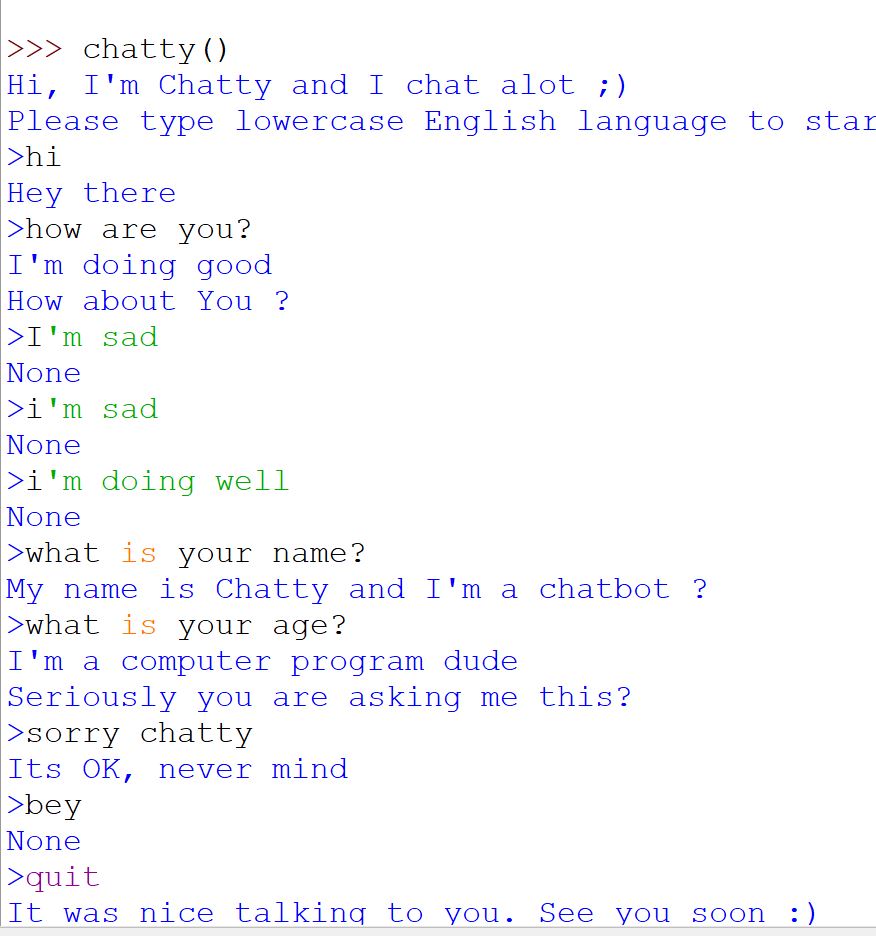 >>> chatty()
Hi, I'm Chatty and I chat alot ;)
Please type lowercase English language to star
>hi
Hey there
>how are you?
I'm doing good
How about You ?
>I'm sad
None
>i'm sad
None
>i'm doing well
None
>what is your name?
My name is Chatty and I'm a chatbot ?
>what is your age?
I'm a computer program dude
Seriously you are asking me this?
>sorry chatty
Its OK, never mind
>bey
None
>quit
It was nice talking to you. See you soon :)